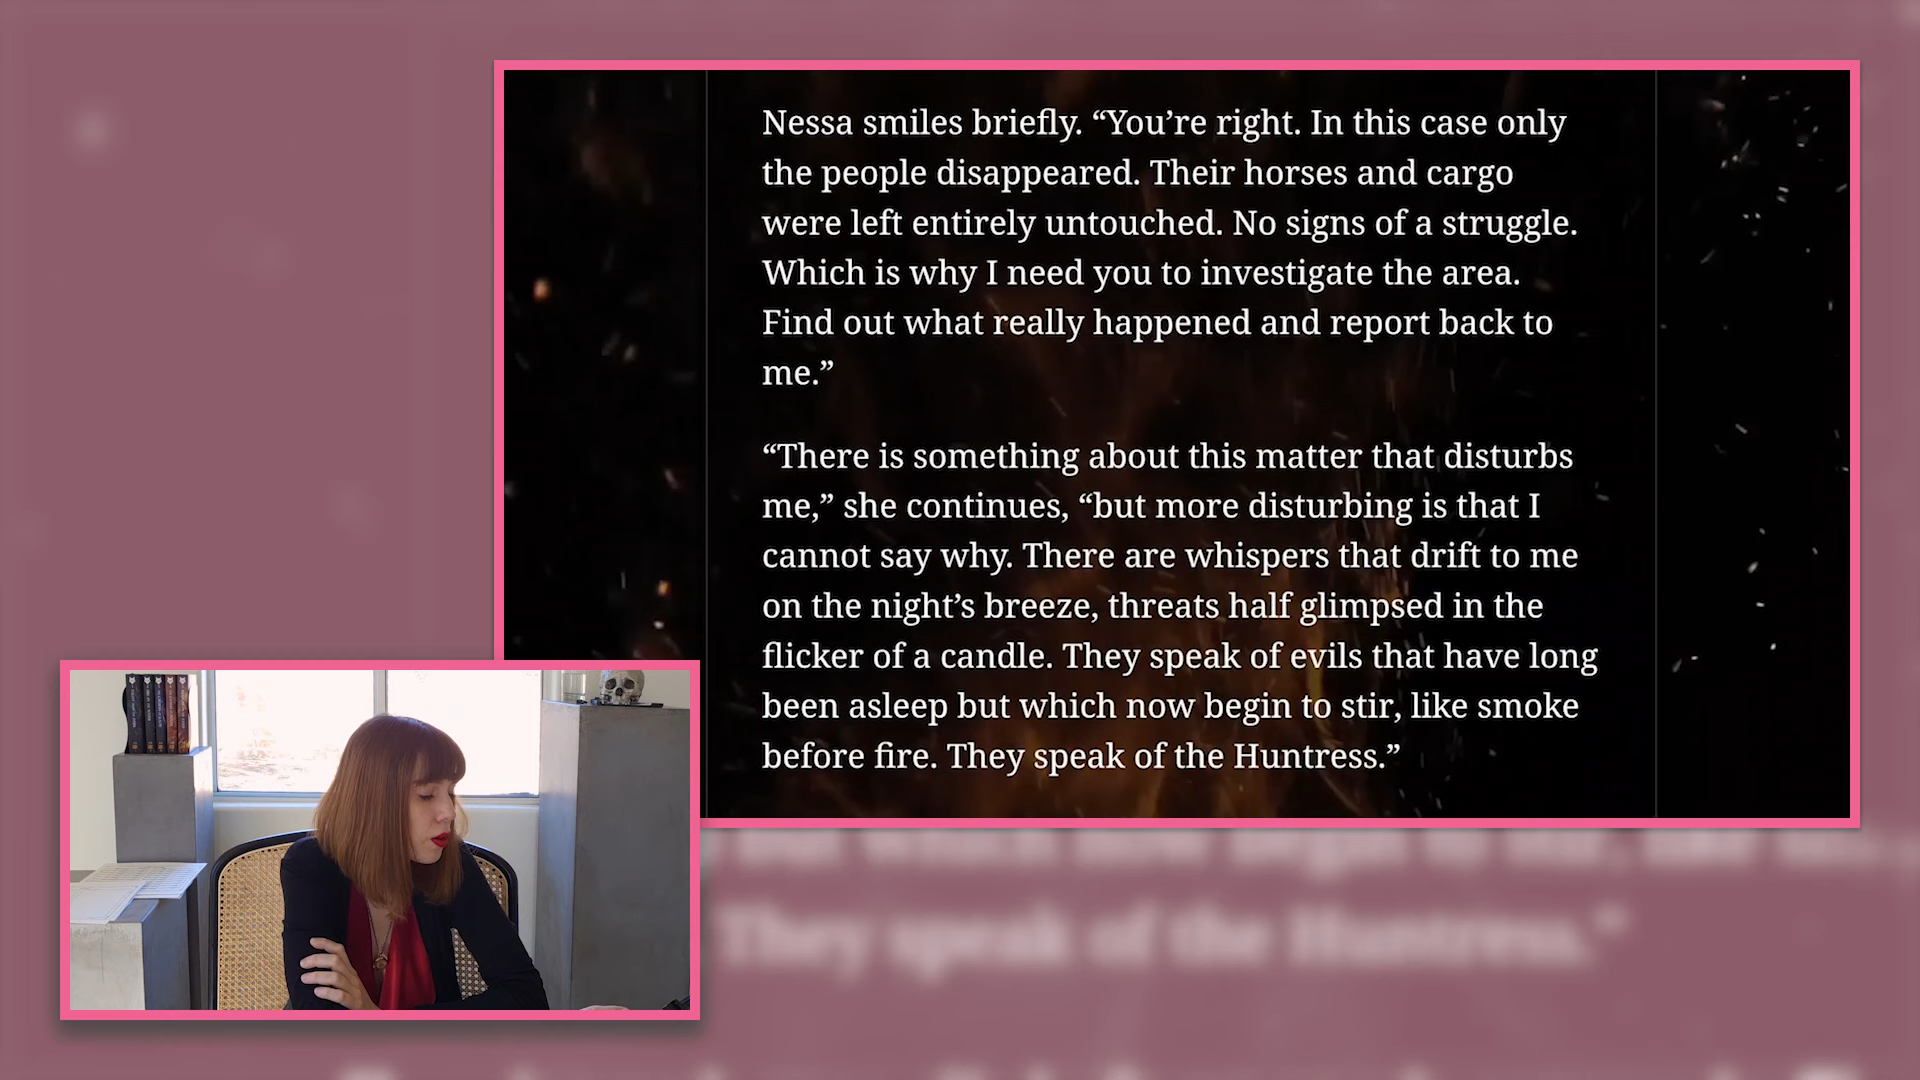 Nessa smiles briefly. “You’re right. In this case only
the people disappeared. Their horses and cargo
were left entirely untouched. No signs of a struggle.
Which is why I need you to investigate the area.
Find out what really happened and report back to
me.”
“There is something about this matter that disturbs
me,” she continues, “but more disturbing is that I
cannot say why. There are whispers that drift to me
on the night’s breeze, threats half glimpsed in the
flicker of a candle. They speak of evils that have long
been asleep but which now begin to stir, like smoke
before fire. They speak of the Huntress.”
They speak of the Huntress.”